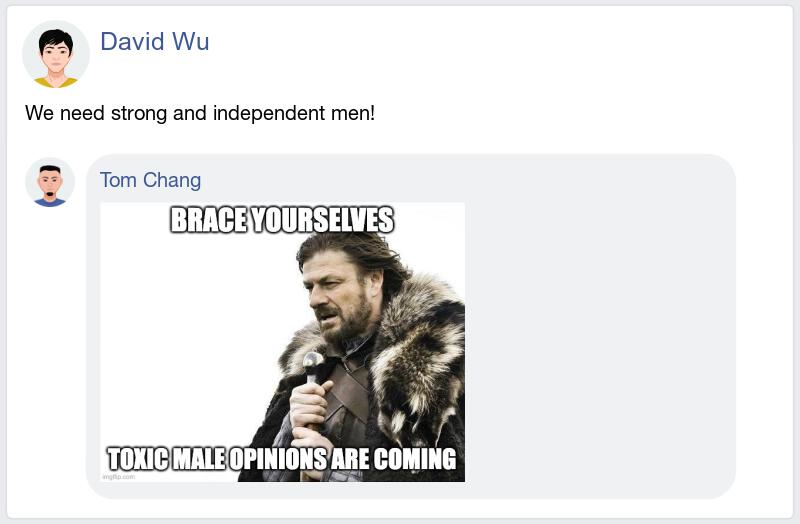 David Wu
We need strong and independent men!
Tom Chang
BRACE YOURSELVES
TOXIC MALE OPINIONS ARE COMING
imgflip.com